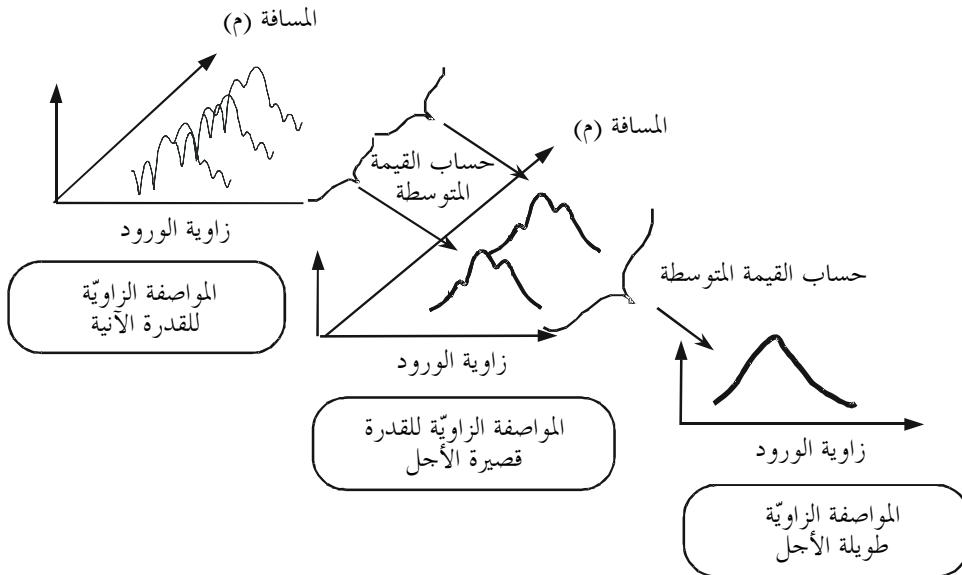 المسافة (م)
زاوية الورود
المواصفة الزاويّة
للقدرة الآنية
حساب القيمة
المتوسطة
المسافة (م)
زاوية الورود
المواصفة الزاويّة للقدرة
قصيرة الأجل
حساب القيمة المتوسطة
زاوية الورود
المواصفة الزاويّة
طويلة الأجل